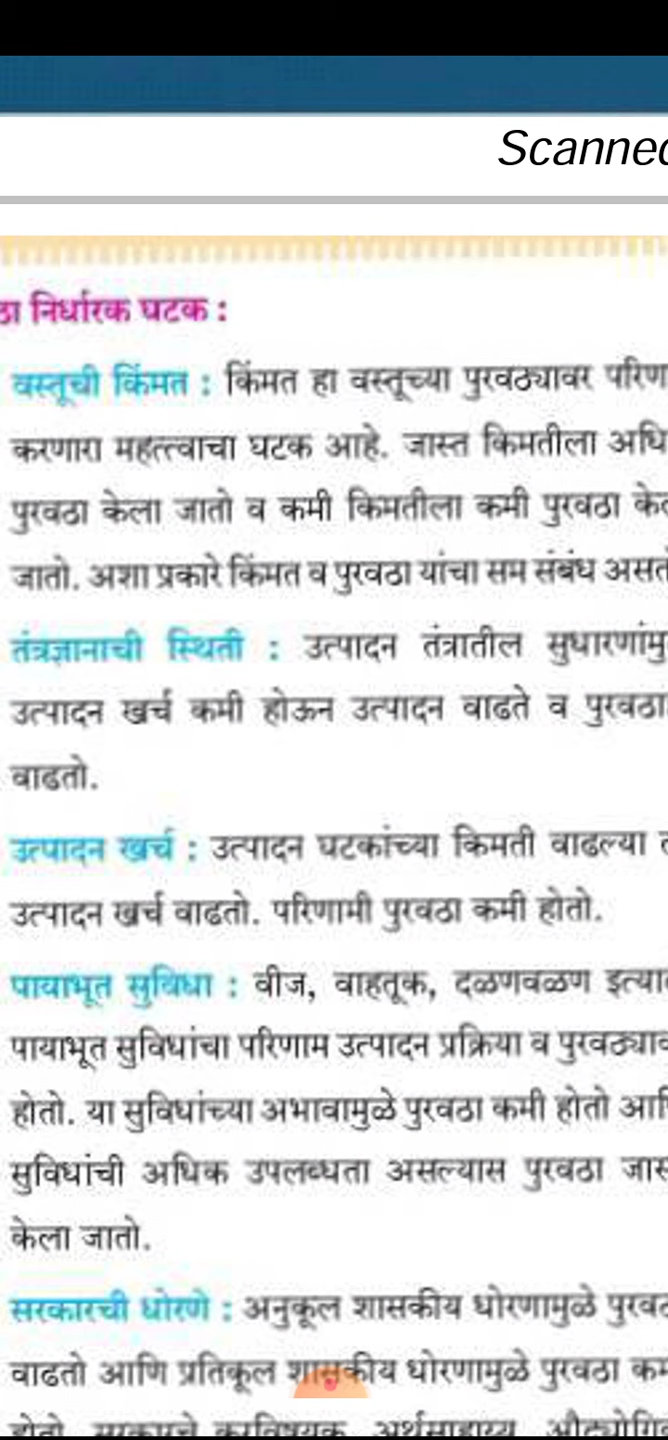 Scanned
निर्धारक घटक :
वस्तूची किंमत : किंमत हा वस्तूच्या पुरवठ्यावर परिण
करणारा महत्त्वाचा घटक आहे. जास्त किमतीला अधि
पुरवठा केला जातो व कमी किमतीला कमी पुरवठा के
जातो. अशा प्रकारे किंमत व पुरवठा यांचा सम संबंध असत
तंत्रज्ञानाची स्थिती : उत्पादन तंत्रातील सुधारणांमु
उत्पादन खर्च कमी होऊन उत्पादन वाढते व पुरवठा
वाढतो.
उत्पादन खर्च : उत्पादन घटकांच्या किमती वाढल्या
उत्पादन खर्च वाढतो. परिणामी पुरवठा कमी होतो.
पायाभूत सुविधा : वीज, वाहतूक, दळणवळण इत्या
पायाभूत सुविधांचा परिणाम उत्पादन प्रक्रिया व पुरवठ्याव
होतो. या सुविधांच्या अभावामुळे पुरवठा कमी होतो आ
सुविधांची अधिक उपलब्धता असल्यास पुरवठा जास
केला जातो.
सरकारची धोरणे : अनुकूल शासकीय धोरणामुळे पुरव
वाढतो आणि प्रतिकूल शासकीय धोरणामुळे पुरवठा कम